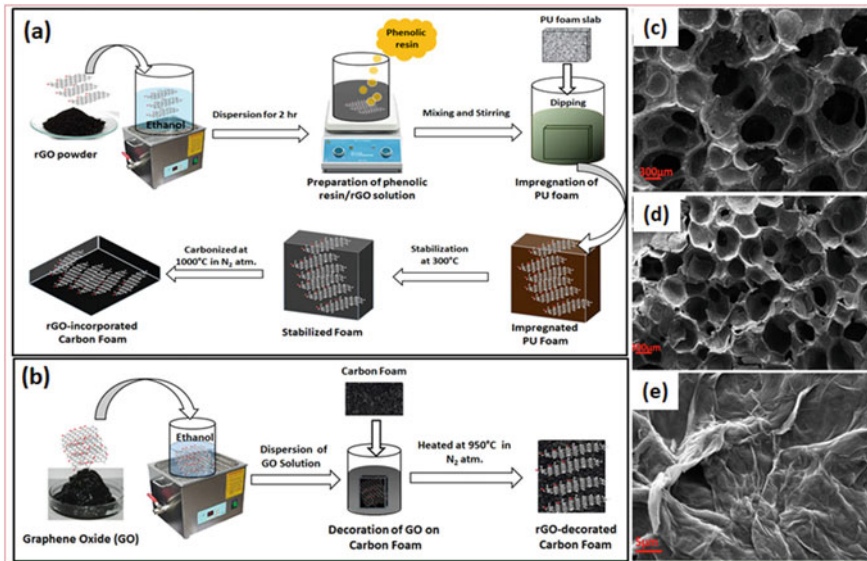 (a)
Phenolic
resin
PU foam slab
Ethanol
Dispersion for 2 hr
Mixing and Stirring
Dipping
rGO powder
Preparation of phenolic
resin/rGO solution
Impregnation of
PU foam
Carbonized at
1000°C in N₂ atm.
Stabilization
at 300°C
rGO-incorporated
Carbon Foam
Stabilized Foam
Impregnated
PU Foam
(b)
Carbon Foam
Ethanol
Dispersion of
GO Solution
Heated at 950°C in
N₂ atm.
Graphene Oxide (GO)
Decoration of GO on
Carbon Foam
rGO-decorated
Carbon Foam
(c)
(d)
(e)